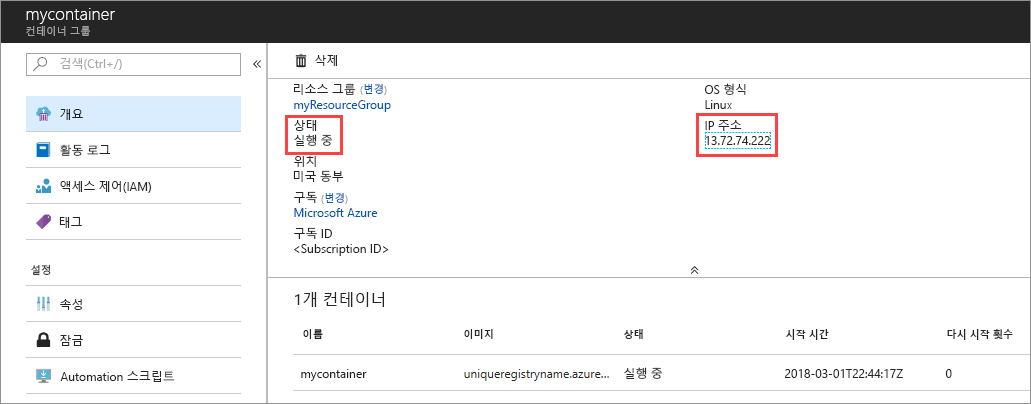 mycontainer
컨테이너 그룹
검색(Ctrl+/)
개요
활동 로그
액세스 제어(IAM)
태그
설정
속성
잠금
Automation 스크립트
삭제
리소스 그룹 (변경)
myResourceGroup
상태
실행 중
위치
미국 동부
구독 (변경)
Microsoft Azure
구독 ID
<Subscription ID>
OS 형식
Linux
IP 주소
13.72.74.222
1개 컨테이너
이름 이미지 상태 시작 시간 다시 시작 횟수
mycontainer uniqueregistryname.azure... 실행 중 2018-03-01T22:44:17Z 0